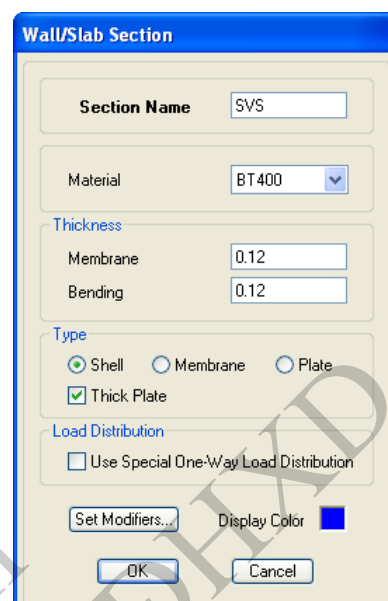 Wall/Slab Section
Section Name SVS
Material BT400
Thickness
Membrane 0.12
Bending 0.12
Type
Shell Membrane Plate
Thick Plate
Load Distribution
Use Special One-Way Load Distribution
Set Modifiers... Display Color
OK Cancel
DHXD